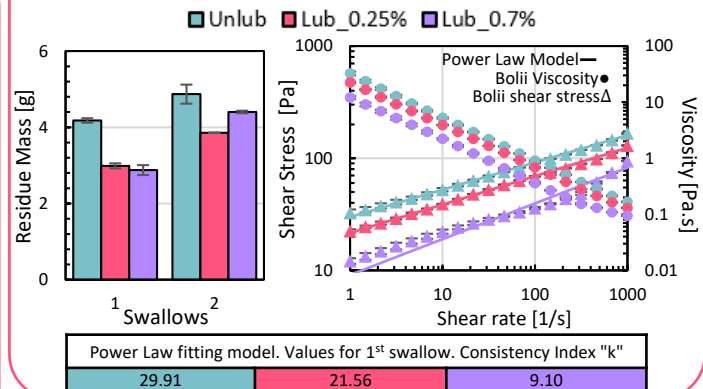 Unlub Lub_0.25% Lub_0.7%
6
4
2
0
Residue Mass [g]
1
2
Swallows
1000
100
10
Shear Stress [Pa]
Power Law Model
Bolii Viscosity●
Bolii shear stressΔ
100
10
1
0.1
0.01
Viscosity [Pa.s]
1 10 100 1000
Shear rate [1/s]
Power Law fitting model. Values for 1st swallow. Consistency Index "k"
29.91 21.56 9.10